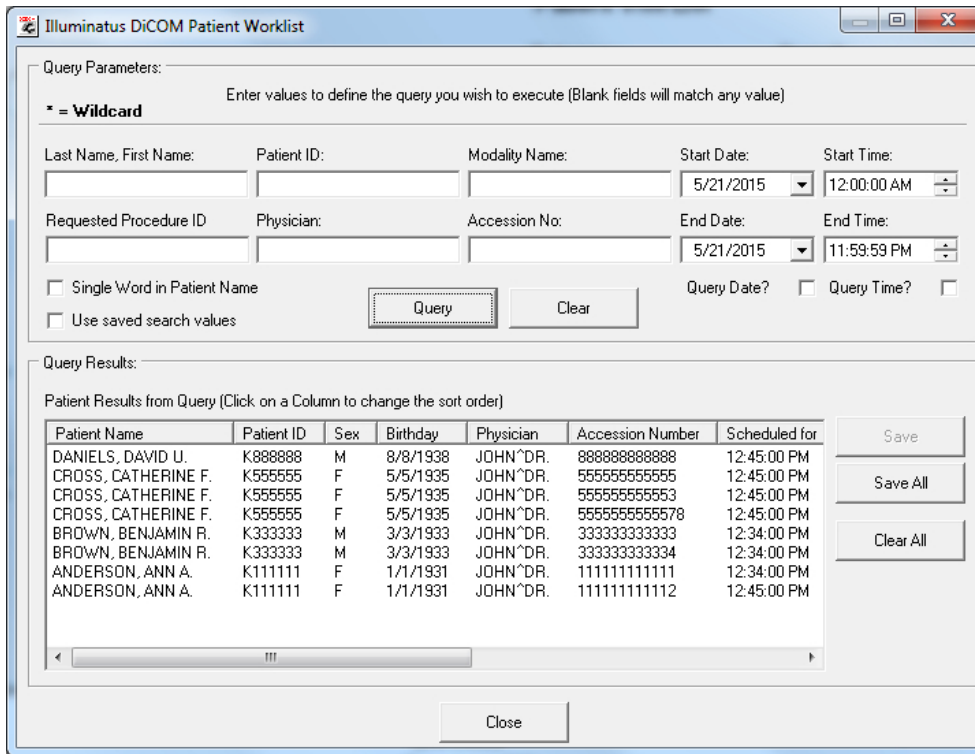 Illuminatus DiCOM Patient Worklist
Query Parameters:
Enter values to define the query you wish to execute (Blank fields will match any value)
* = Wildcard
Last Name, First Name: Patient ID: Modality Name: Start Date: Start Time:
5/21/2015 12:00:00 AM
Requested Procedure ID Physician: Accession No: End Date: End Time:
5/21/2015 11:59:59 PM
Single Word in Patient Name Query Clear Query Date? Query Time?
Use saved search values
Query Results:
Patient Results from Query (Click on a Column to change the sort order)
Patient Name Patient ID Sex Birthday Physician Accession Number Scheduled for
DANIELS, DAVID U. K888888 M 8/8/1938 JOHN^DR. 888888888888 12:45:00 PM
CROSS, CATHERINE F. K555555 F 5/5/1935 JOHN^DR. 555555555555 12:45:00 PM
CROSS, CATHERINE F. K555555 F 5/5/1935 JOHN^DR. 555555555553 12:45:00 PM
CROSS, CATHERINE F. K555555 F 5/5/1935 JOHN^DR. 5555555555578 12:45:00 PM
BROWN, BENJAMIN R. K333333 M 3/3/1933 JOHN^DR. 333333333333 12:34:00 PM
BROWN, BENJAMIN R. K333333 M 3/3/1933 JOHN^DR. 333333333334 12:34:00 PM
ANDERSON, ANN A. K111111 F 1/1/1931 JOHN^DR. 111111111111 12:34:00 PM
ANDERSON, ANN A. K111111 F 1/1/1931 JOHN^DR. 111111111112 12:45:00 PM
Save
Save All
Clear All
Close